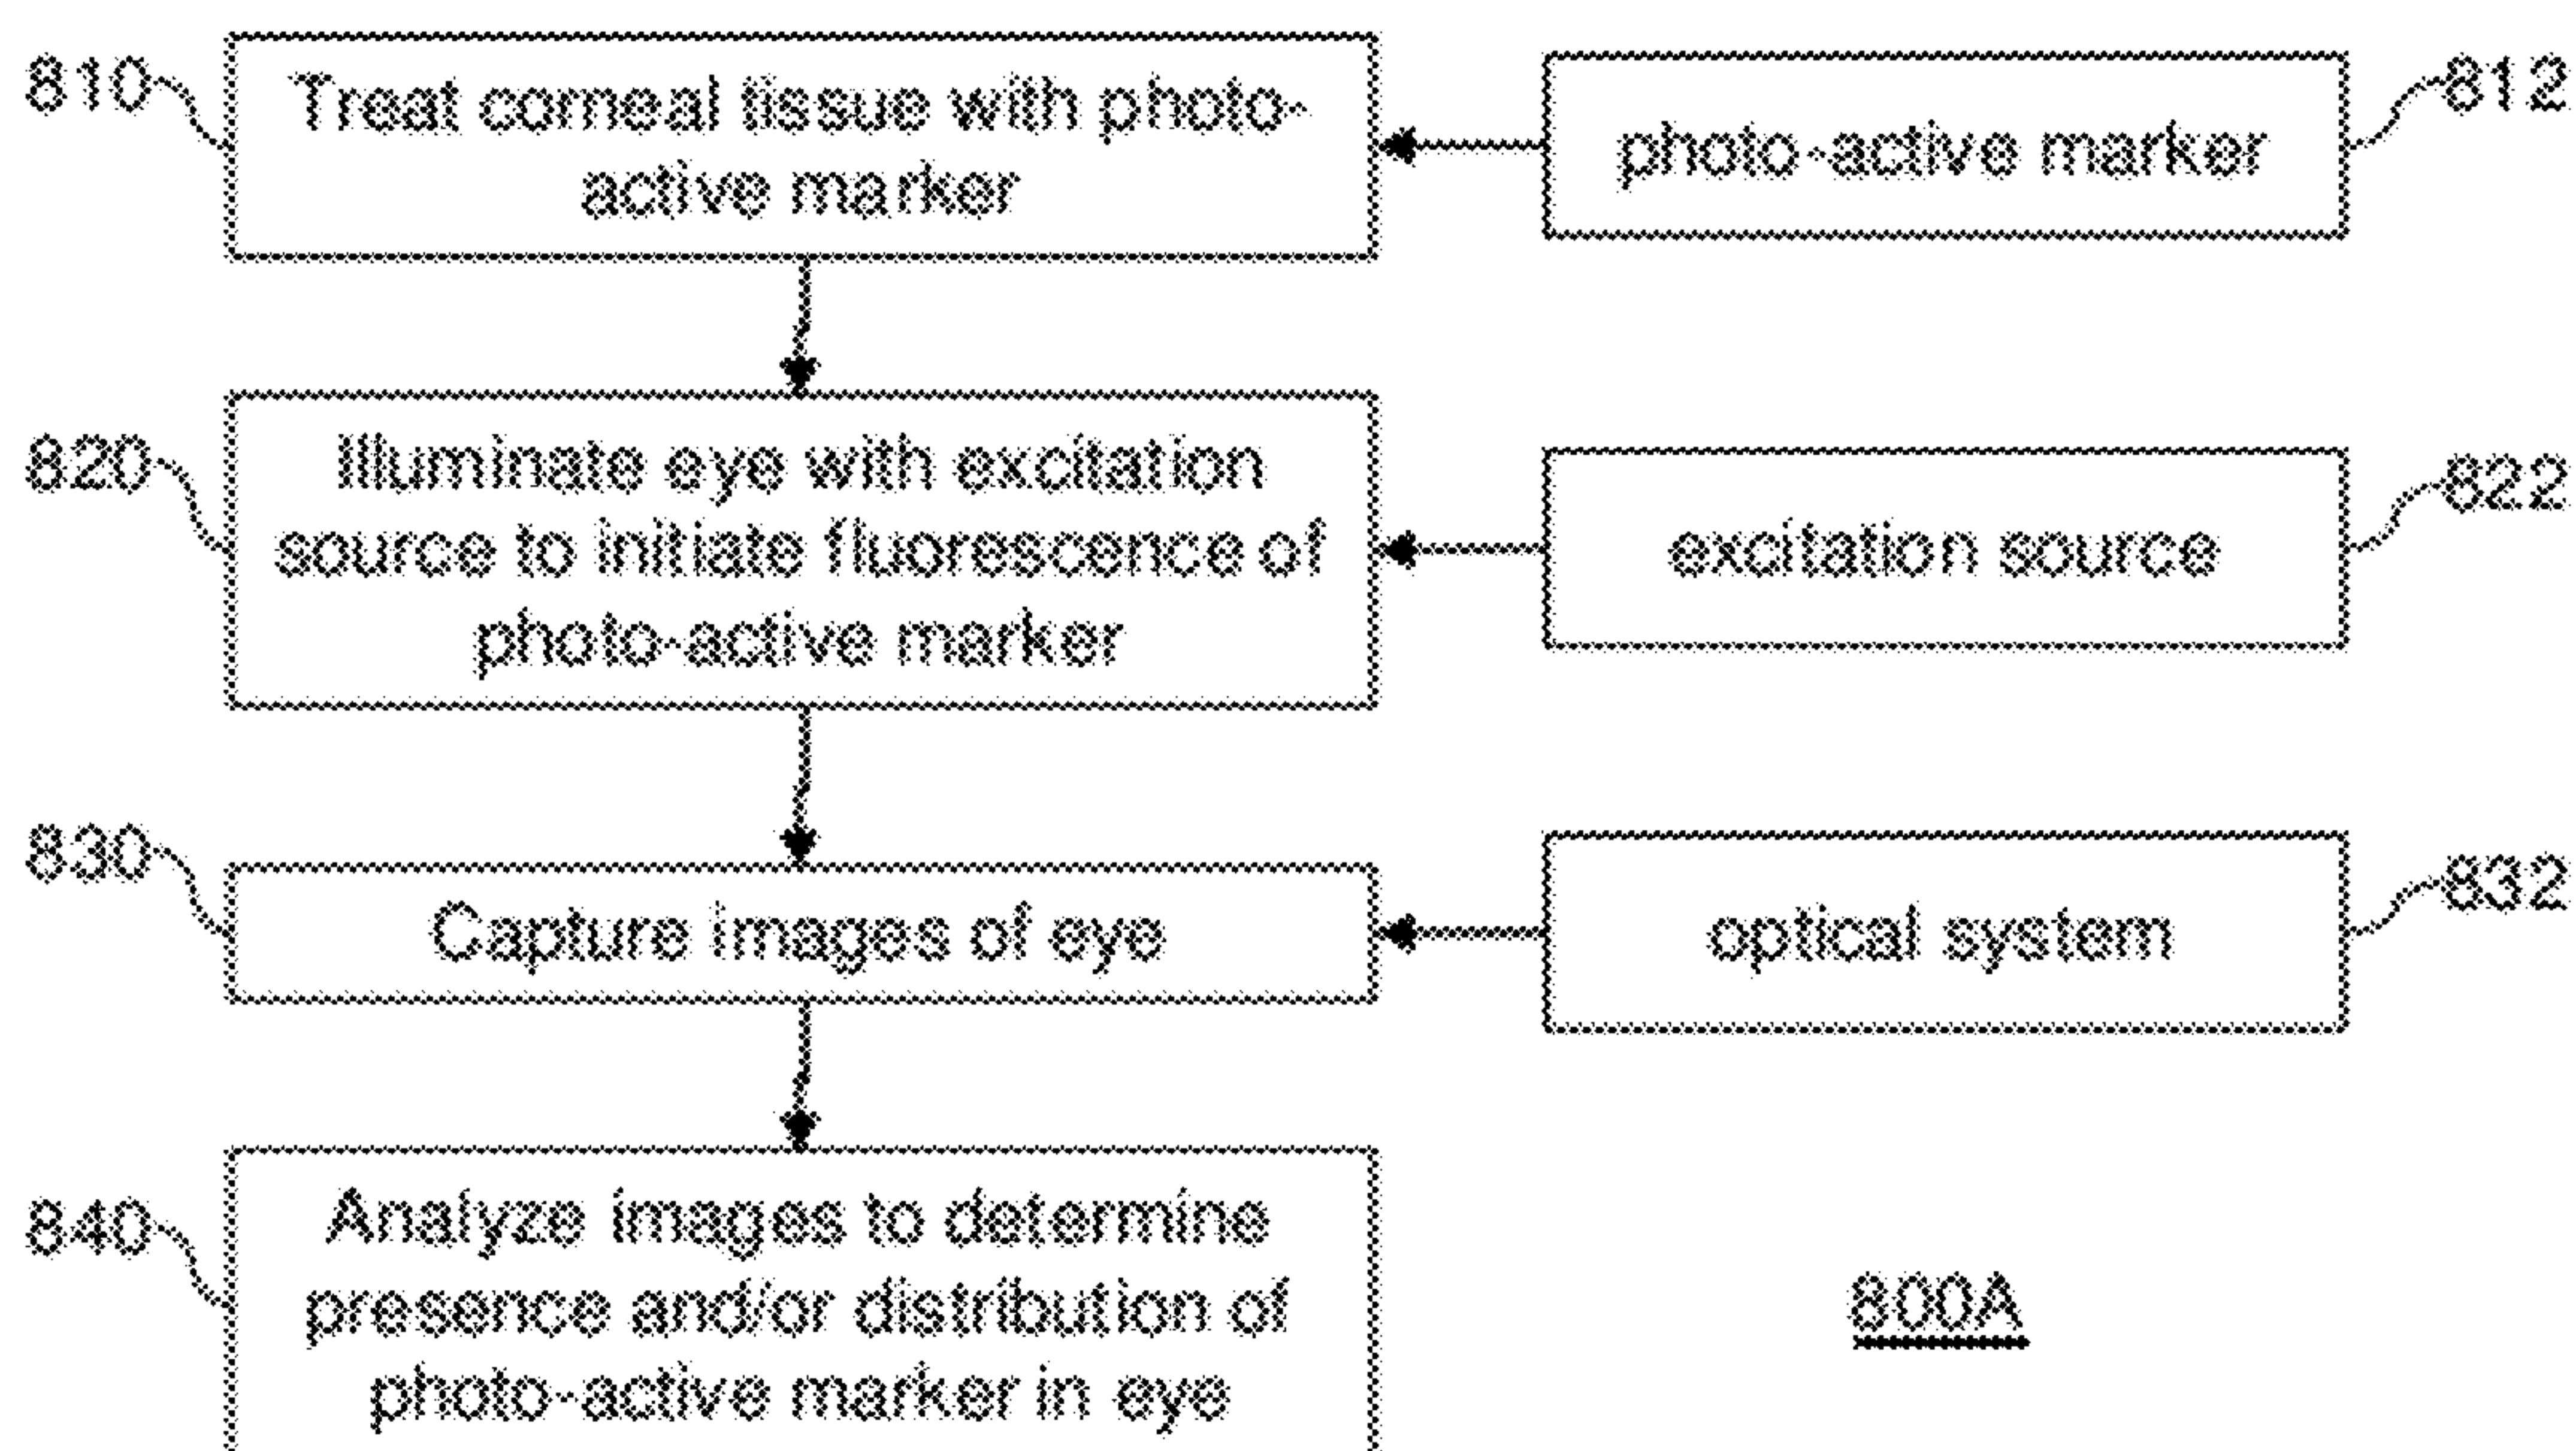 810
Treat corneal tissue with photo-
active marker
photo-active marker
812
820
Illuminate eye with excitation
source to initiate fluorescence of
photo-active marker
excitation source
822
830
Capture images of eye
optical system
832
840
Analyze images to determine
presence and/or distribution of
photo-active marker in eye
800A